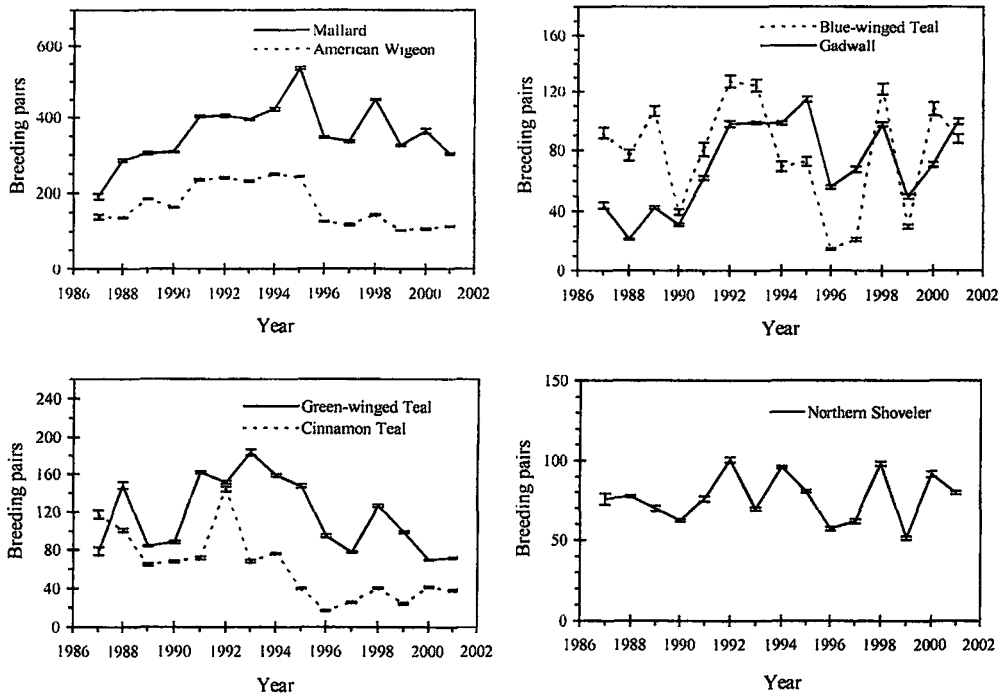 Mallard
American Wigeon
600
400
200
0
Breeding pairs
1986 1988 1990 1992 1994 1996 1998 2000 2002
Year
Blue-winged Teal
Gadwall
160
120
80
40
0
Breeding pairs
1986 1988 1990 1992 1994 1996 1998 2000 2002
Year
Green-winged Teal
Cinnamon Teal
240
200
160
120
80
40
0
Breeding pairs
1986 1988 1990 1992 1994 1996 1998 2000 2002
Year
Northern Shoveler
150
100
50
0
Breeding pairs
1986 1988 1990 1992 1994 1996 1998 2000 2002
Year